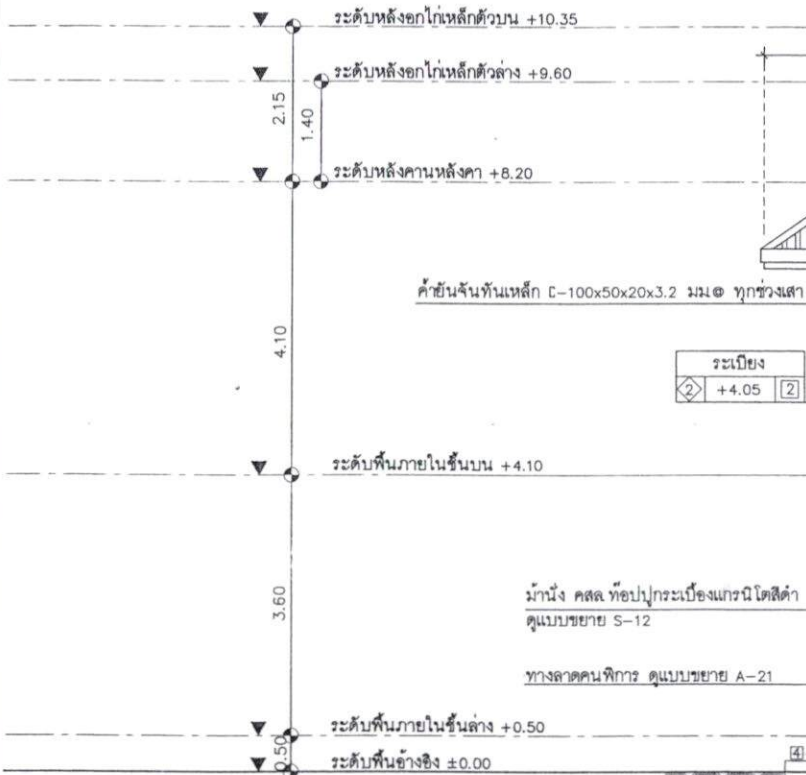 ระดับหลังอกไก่เหล็กตัวบน +10.35
ระดับหลังอกไก่เหล็กตัวล่าง +9.60
2.15
1.40
ระดับหลังคานหลังคา +8.20
ค้ำยันจันทันเหล็ก C-100x50x20x3.2 มม@ ทุกช่วงเสา
4.10
ระเบียง
2 +4.05 2
ระดับพื้นภายในชั้นบน +4.10
3.60
ม้านั่ง คสล ท๊อปปูกระเบื้องแกรนิโตสีดำ
ดูแบบขยาย S-12
ทางลาดคนพิการ ดูแบบขยาย A-21
ระดับพื้นภายในชั้นล่าง +0.50
0.50
ระดับพื้นอ้างอิง ±0.00
4